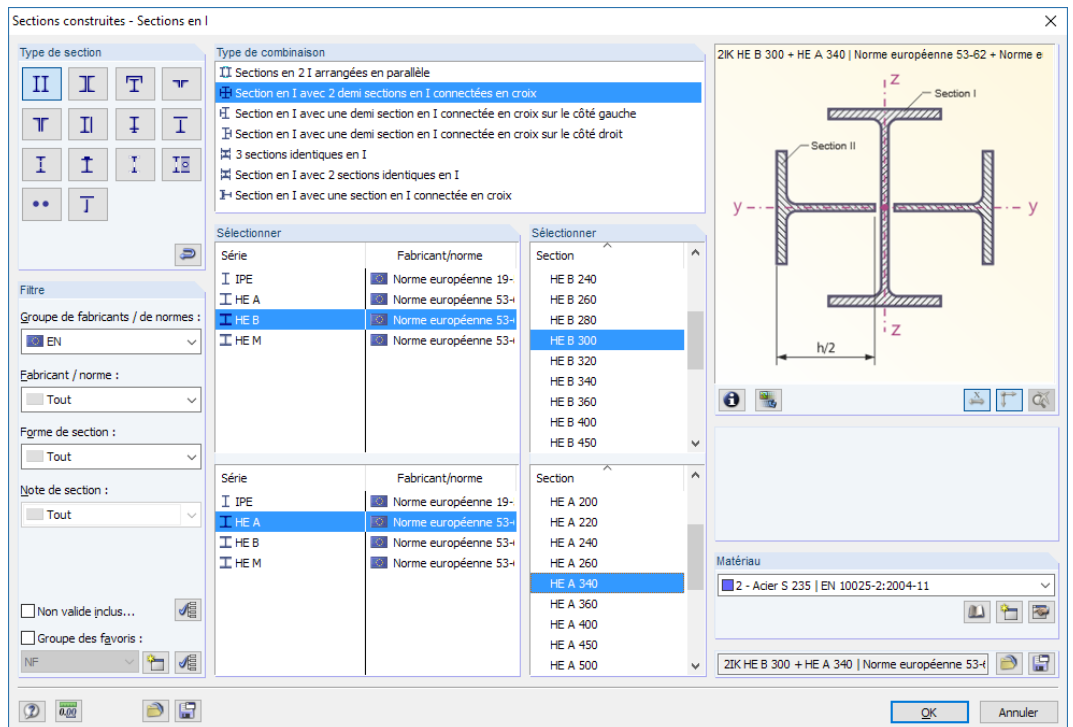 Sections construites - Sections en I
Type de section
Filtre
Groupe de fabricants / de normes :
EN
Fabricant / norme :
Tout
Forme de section :
Tout
Note de section :
Tout
Non valide inclus...
Groupe des favoris :
NF
Type de combinaison
Sections en 2 I arrangées en parallèle
Section en I avec 2 demi sections en I connectées en croix
Section en I avec une demi section en I connectée en croix sur le côté gauche
Section en I avec une demi section en I connectée en croix sur le côté droit
3 sections identiques en I
Section en I avec 2 sections identiques en I
Section en I avec une section en I connectée en croix
Sélectionner
Série Fabricant/norme
IPE Norme européenne 19-
HE A Norme européenne 53-
HE B Norme européenne 53-
HE M Norme européenne 53-
Sélectionner
Section
HE B 240
HE B 260
HE B 280
HE B 300
HE B 320
HE B 340
HE B 360
HE B 400
HE B 450
Série Fabricant/norme
IPE Norme européenne 19-
HE A Norme européenne 53-
HE B Norme européenne 53-
HE M Norme européenne 53-
Section
HE A 200
HE A 220
HE A 240
HE A 260
HE A 340
HE A 360
HE A 400
HE A 450
HE A 500
2IK HE B 300 + HE A 340 | Norme européenne 53-62 + Norme e
z
Section I
Section II
y
y
z
h/2
Matériau
2 - Acier S 235 | EN 10025-2:2004-11
2IK HE B 300 + HE A 340 | Norme européenne 53-
0,00
OK
Annuler